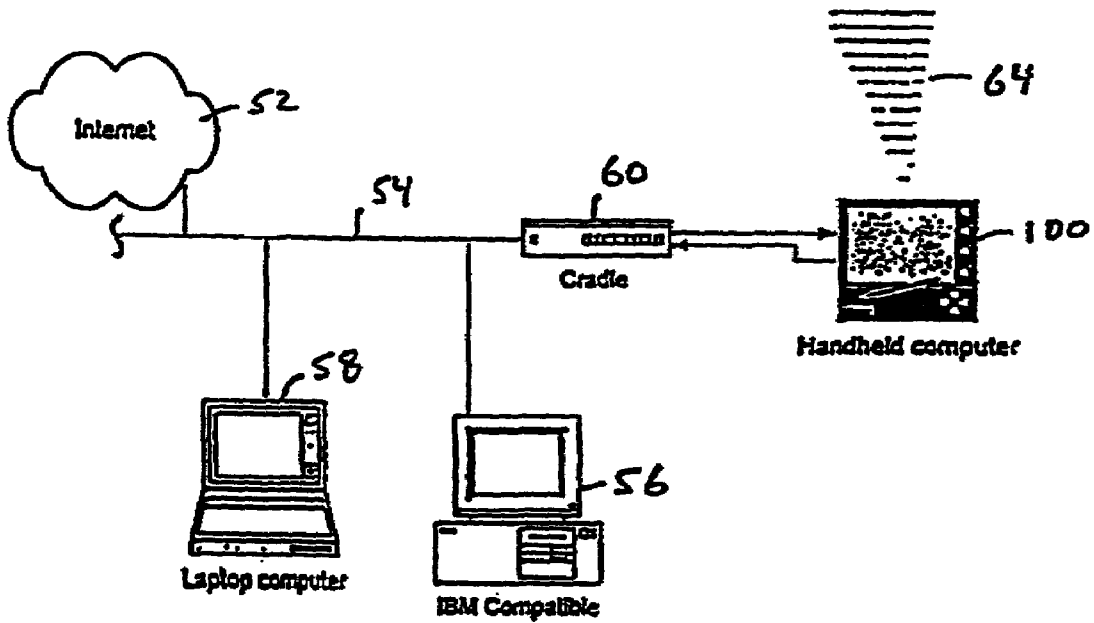 64
52
Internet
60
54
100
Cradle
Handheld computer
58
56
Laptop computer
IBM Compatible